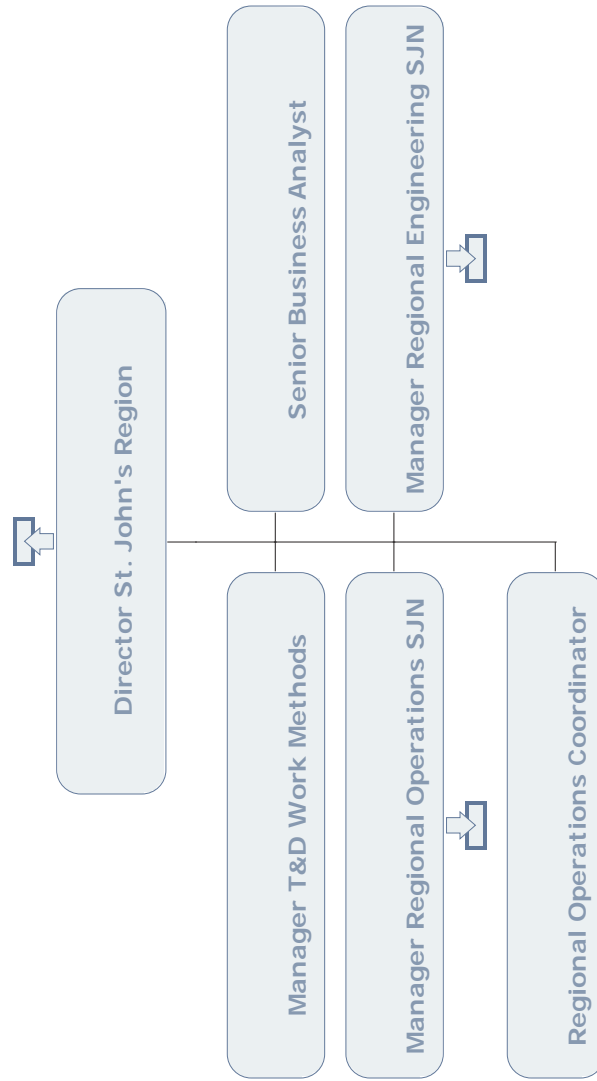 Director St. John's Region
Manager T&D Work Methods
Senior Business Analyst
Manager Regional Operations SJN
Manager Regional Engineering SJN
Regional Operations Coordinator